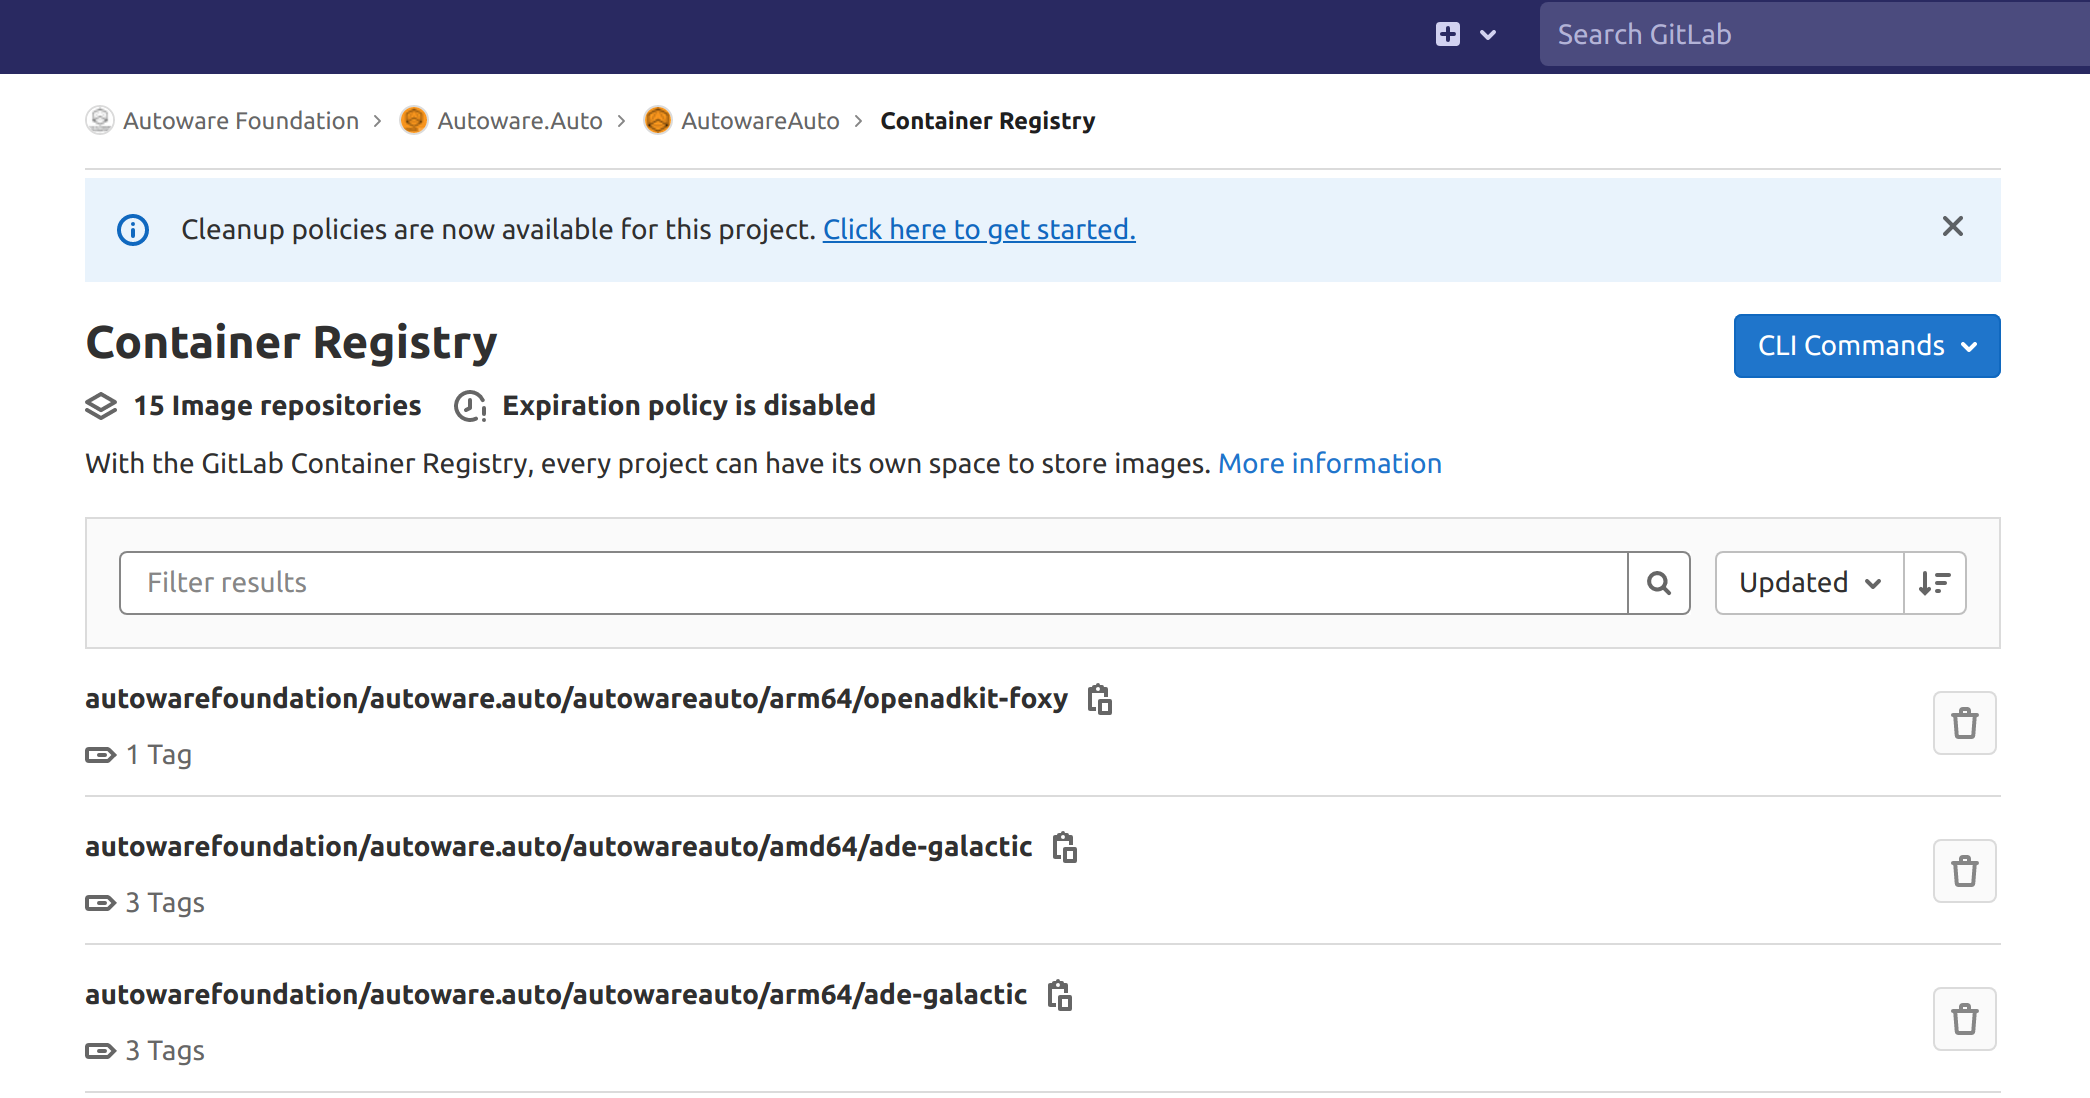 Search GitLab
Autoware Foundation > Autoware.Auto > AutowareAuto > Container Registry
Cleanup policies are now available for this project. Click here to get started.
Container Registry
CLI Commands
15 Image repositories Expiration policy is disabled
With the GitLab Container Registry, every project can have its own space to store images. More information
Filter results
Updated
autowarefoundation/autoware.auto/autowareauto/arm64/openadkit-foxy
1 Tag
autowarefoundation/autoware.auto/autowareauto/amd64/ade-galactic
3 Tags
autowarefoundation/autoware.auto/autowareauto/arm64/ade-galactic
3 Tags